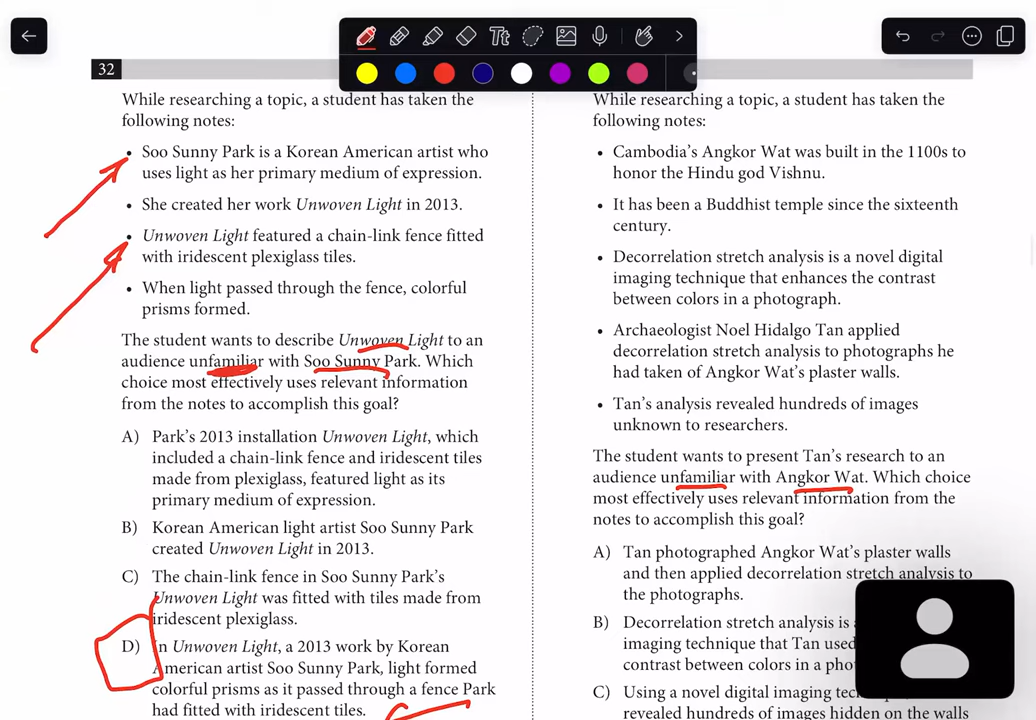 Tt
32
While researching a topic, a student has taken the
following notes:
• Soo Sunny Park is a Korean American artist who
uses light as her primary medium of expression.
• She created her work Unwoven Light in 2013.
• Unwoven Light featured a chain-link fence fitted
with iridescent plexiglass tiles.
• When light passed through the fence, colorful
prisms formed.
The student wants to describe Unwoven Light to an
audience unfamiliar with Soo Sunny Park. Which
choice most effectively uses relevant information
from the notes to accomplish this goal?
A) Park's 2013 installation Unwoven Light, which
included a chain-link fence and iridescent tiles
made from plexiglass, featured light as its
primary medium of expression.
B) Korean American light artist Soo Sunny Park
created Unwoven Light in 2013.
C) The chain-link fence in Soo Sunny Park's
Unwoven Light was fitted with tiles made from
iridescent plexiglass.
D) In Unwoven Light, a 2013 work by Korean
American artist Soo Sunny Park, light formed
colorful prisms as it passed through a fence Park
had fitted with iridescent tiles.
While researching a topic, a student has taken the
following notes:
• Cambodia's Angkor Wat was built in the 1100s to
honor the Hindu god Vishnu.
• It has been a Buddhist temple since the sixteenth
century.
• Decorrelation stretch analysis is a novel digital
imaging technique that enhances the contrast
between colors in a photograph.
• Archaeologist Noel Hidalgo Tan applied
decorrelation stretch analysis to photographs he
had taken of Angkor Wat's plaster walls.
• Tan's analysis revealed hundreds of images
unknown to researchers.
The student wants to present Tan's research to an
audience unfamiliar with Angkor Wat. Which choice
most effectively uses relevant information from the
notes to accomplish this goal?
A) Tan photographed Angkor Wat's plaster walls
and then applied decorrelation stretch analysis to
the photographs.
B) Decorrelation stretch analysis is
imaging technique that Tan used
contrast between colors in a
C) Using a novel digital imaging
revealed hundreds of images hidden on the walls